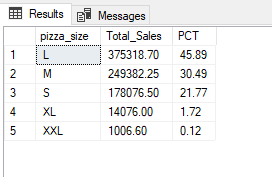 Results Messages
pizza_size Total_Sales PCT
1 L 375318.70 45.89
2 M 249382.25 30.49
3 S 178076.50 21.77
4 XL 14076.00 1.72
5 XXL 1006.60 0.12